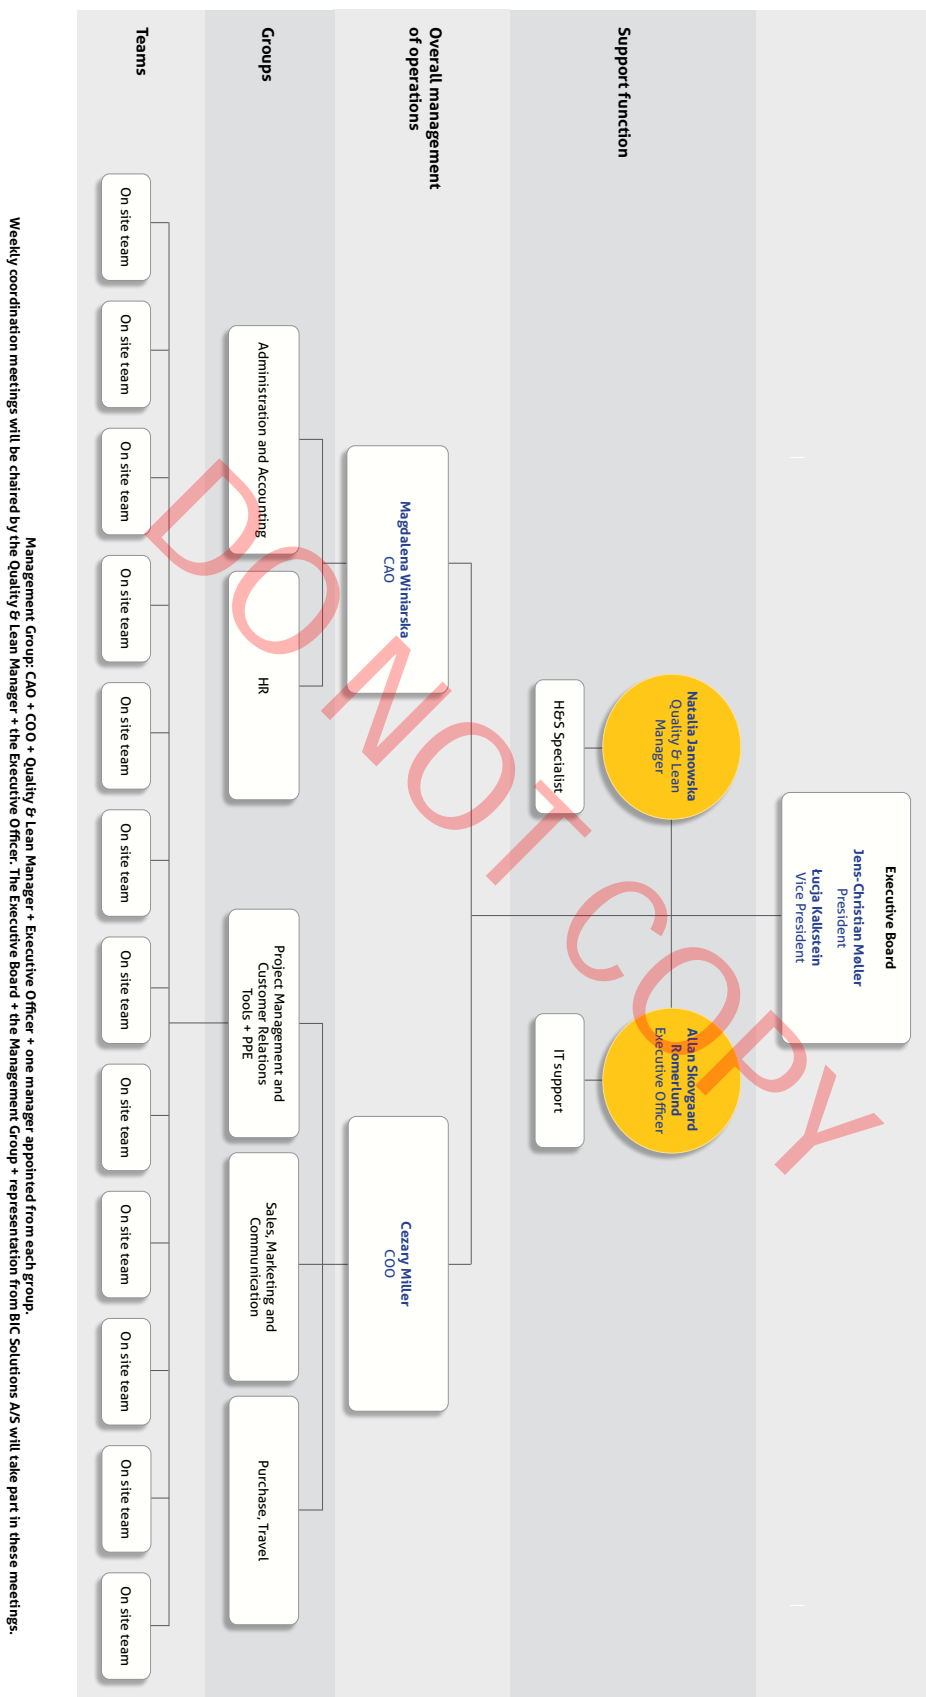 Executive Board
Jens-Christian Møller
President
Łucja Kalkstein
Vice President
Support function
Natalia Janowska
Quality & Lean
Manager
Allan Skovgaard
Rømerlund
Executive Officer
H&S Specialist
IT support
Overall management
of operations
Magdalena Winiarska
CAO
Cezary Miller
COO
Groups
Administration and Accounting
HR
Project Management and
Customer Relations
Tools + PPE
Sales, Marketing and
Communication
Purchase, Travel
Teams
On site team
On site team
On site team
On site team
On site team
On site team
On site team
On site team
On site team
On site team
On site team
On site team
Management Group: CAO + COO + Quality & Lean Manager + Executive Officer + one manager appointed from each group.
Weekly coordination meetings will be chaired by the Quality & Lean Manager + the Executive Officer. The Executive Board + the Management Group + representation from BIC Solutions A/S will take part in these meetings.
DO NOT COPY